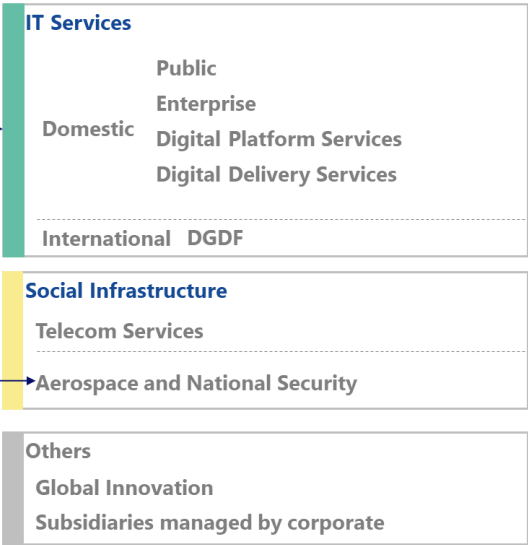 IT Services
Public
Enterprise
Domestic
Digital Platform Services
Digital Delivery Services
International DGDF
Social Infrastructure
Telecom Services
Aerospace and National Security
Others
Global Innovation
Subsidiaries managed by corporate